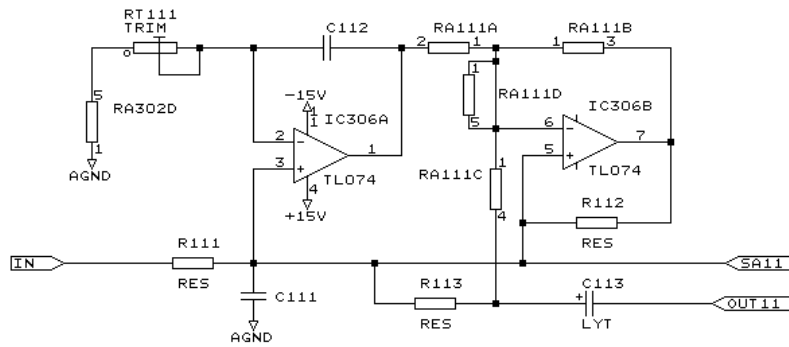 RT111
TRIM
C112
RA111A
2
1
RA111B
1
3
5
RA302D
1
AGND
-15V
1
1
IC306A
2
3
1
4
TL074
+15V
1
RA111D
5
IC306B
6
5
7
TL074
RA111C
1
4
R112
RES
IN
R111
RES
C111
AGND
R113
RES
C113
+
LYT
SA11
OUT11